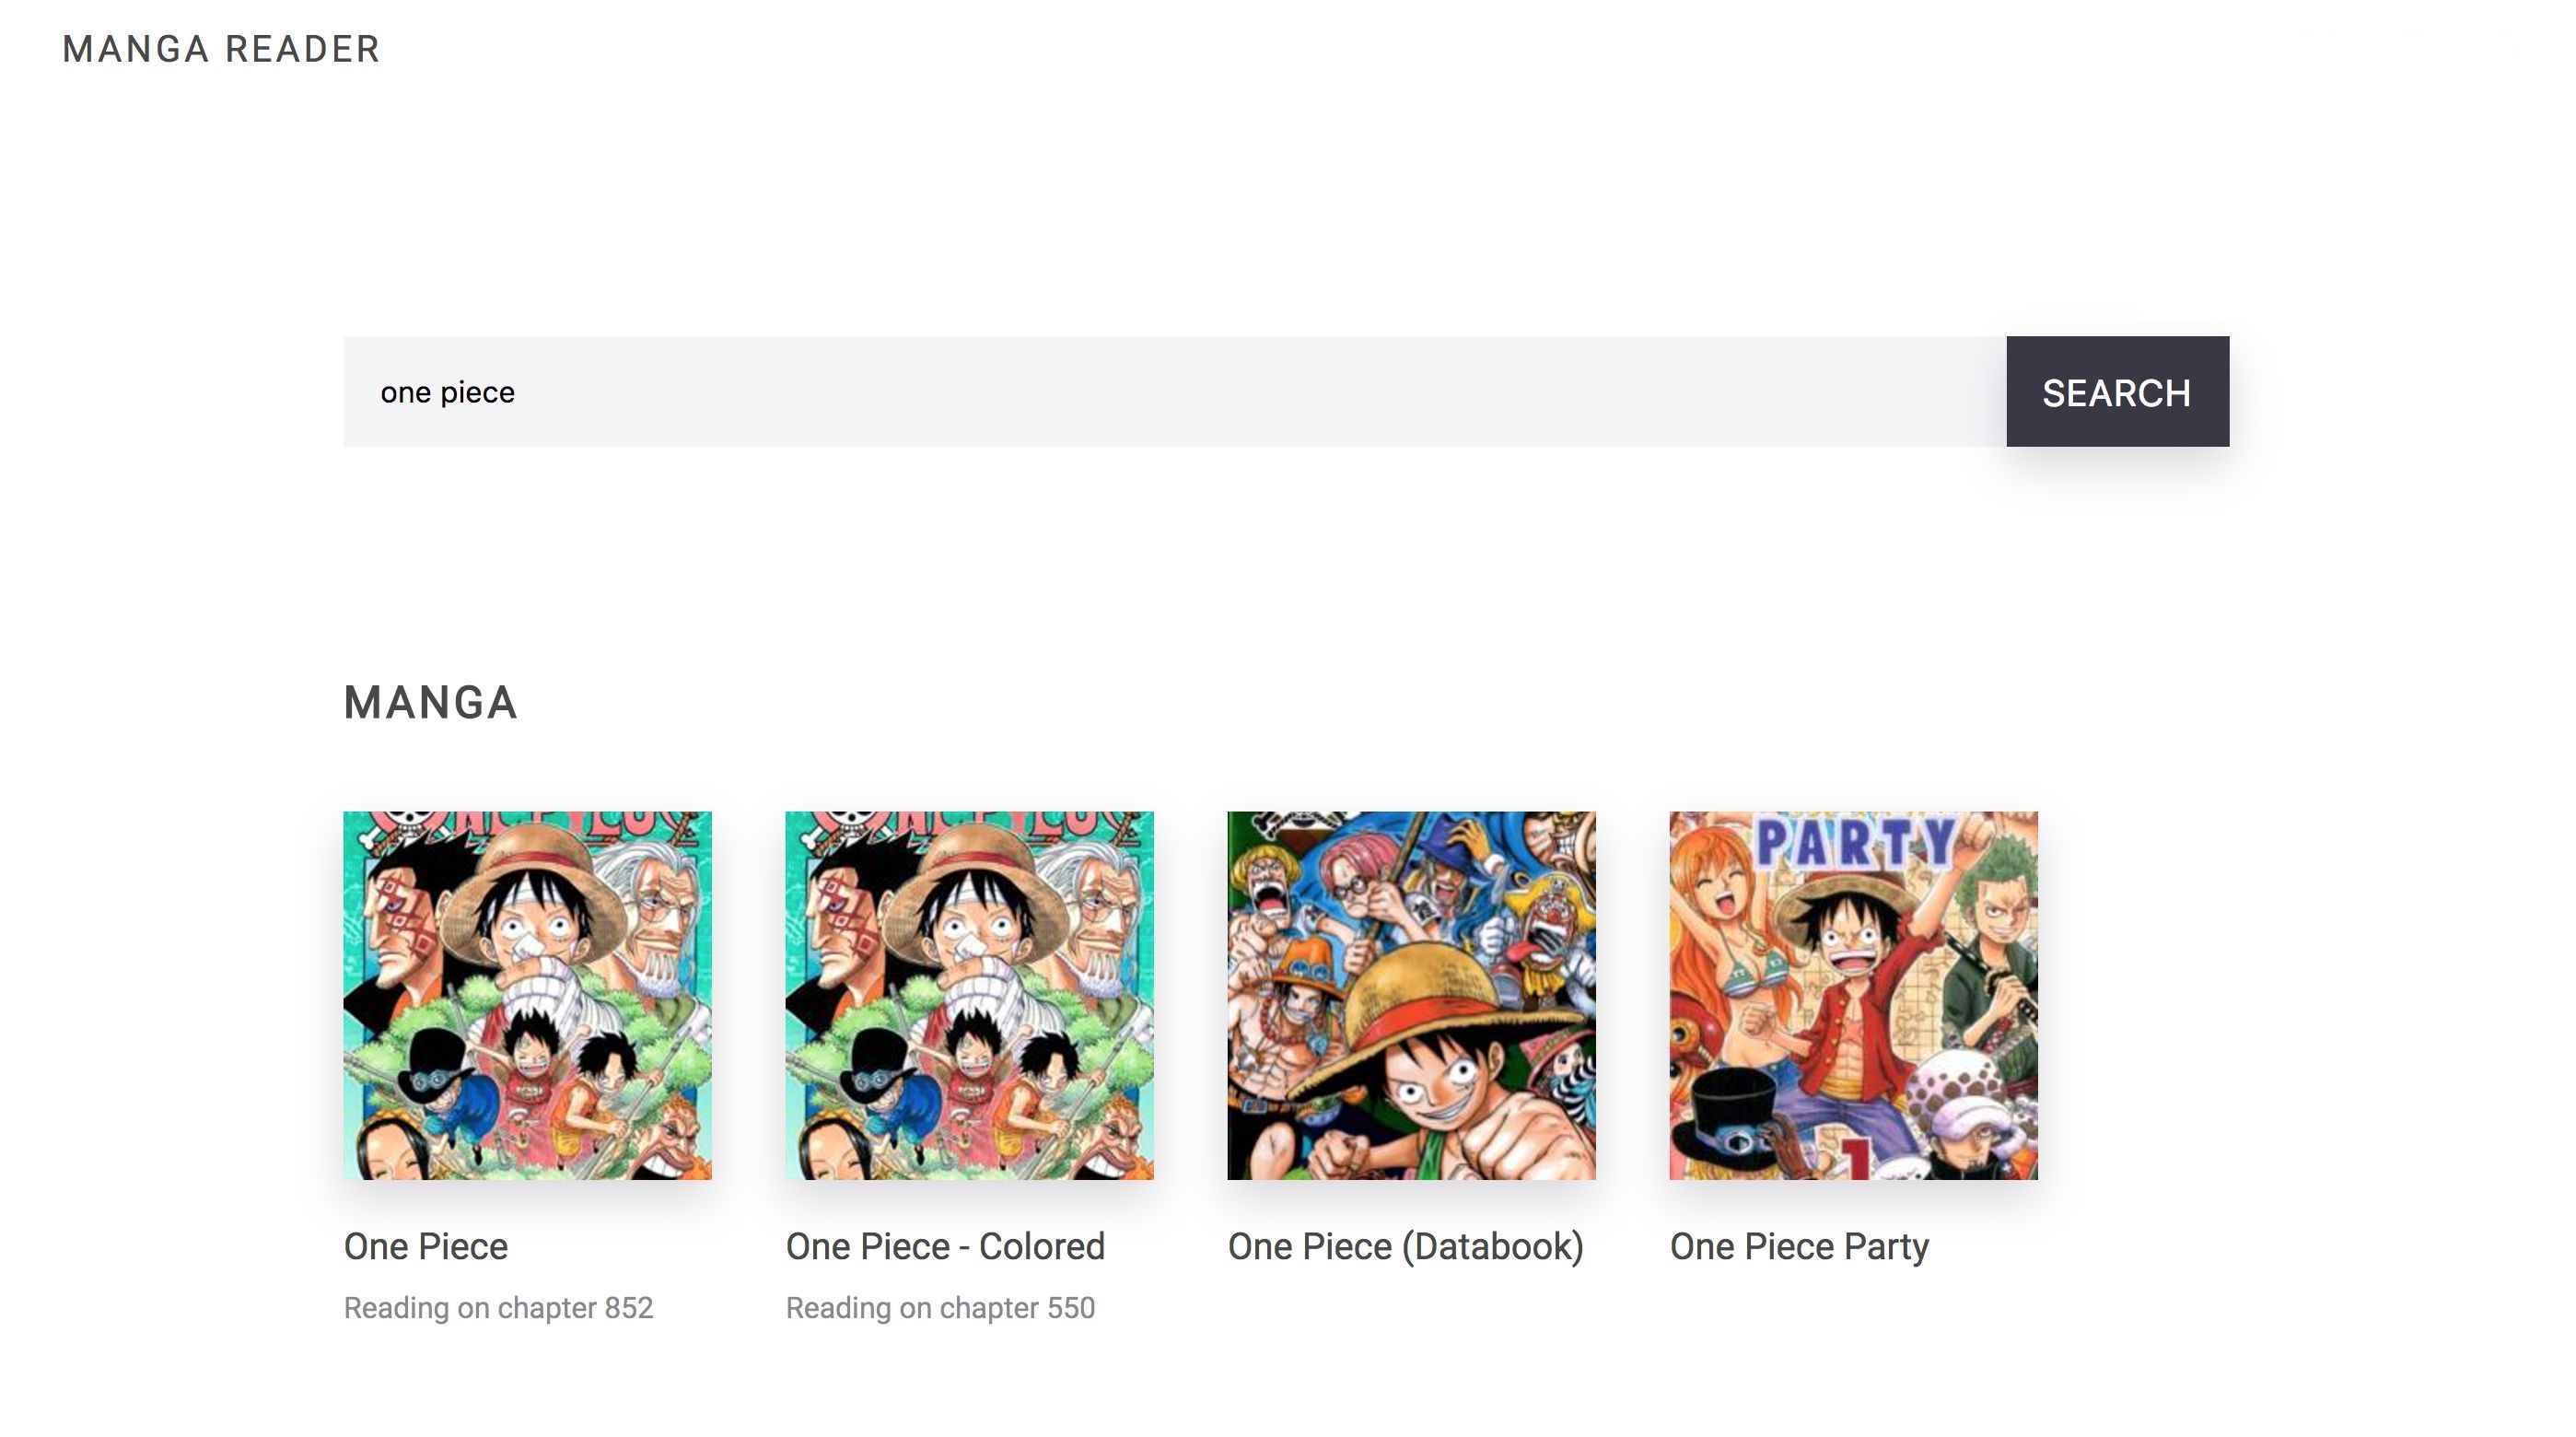 MANGA READER
one piece
SEARCH
MANGA
PARTY
1
One Piece
One Piece - Colored
One Piece (Databook)
One Piece Party
Reading on chapter 852
Reading on chapter 550